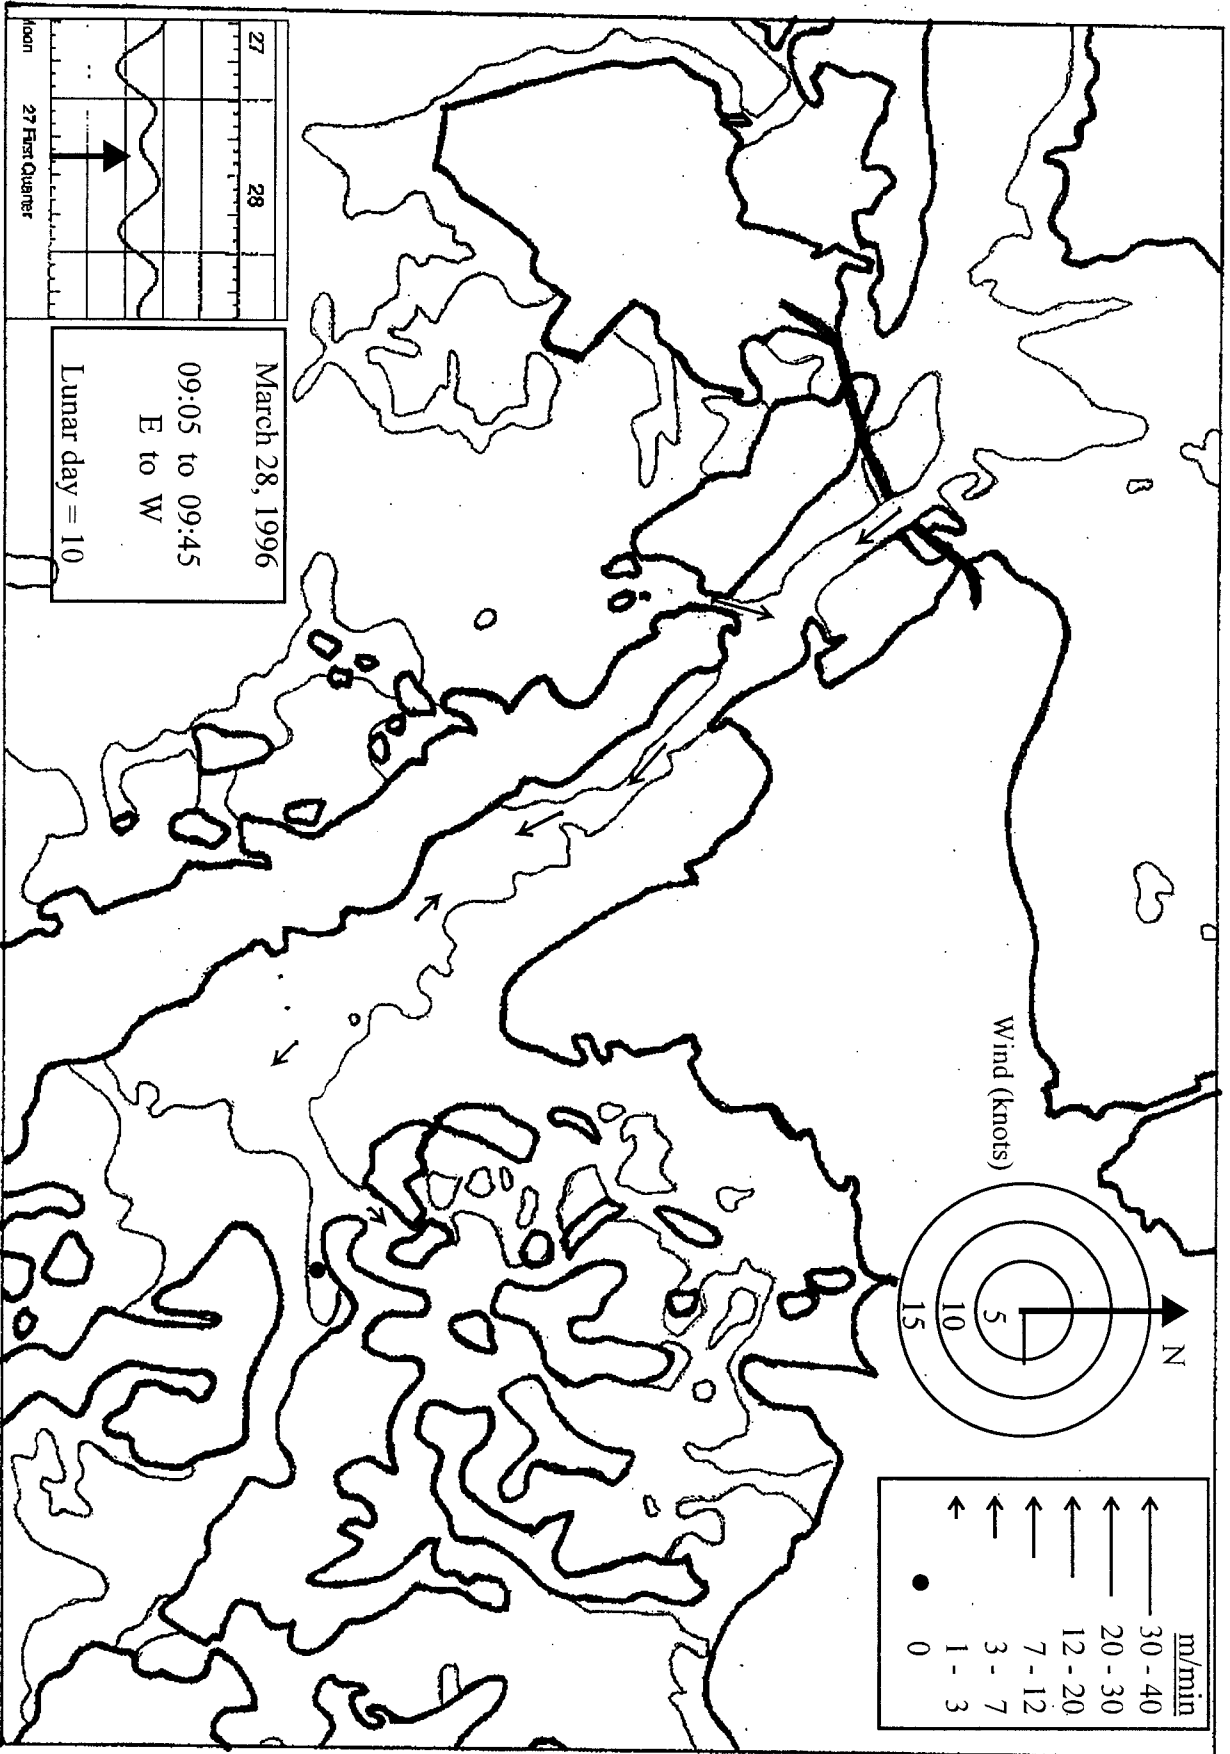 m/min
30 - 40
20 - 30
12 - 20
7 - 12
3 - 7
1 - 3
0
N
5
10
15
Wind (knots)
27 28
27 First Quarter
March 28, 1996
09:05 to 09:45
E to W
Lunar day = 10